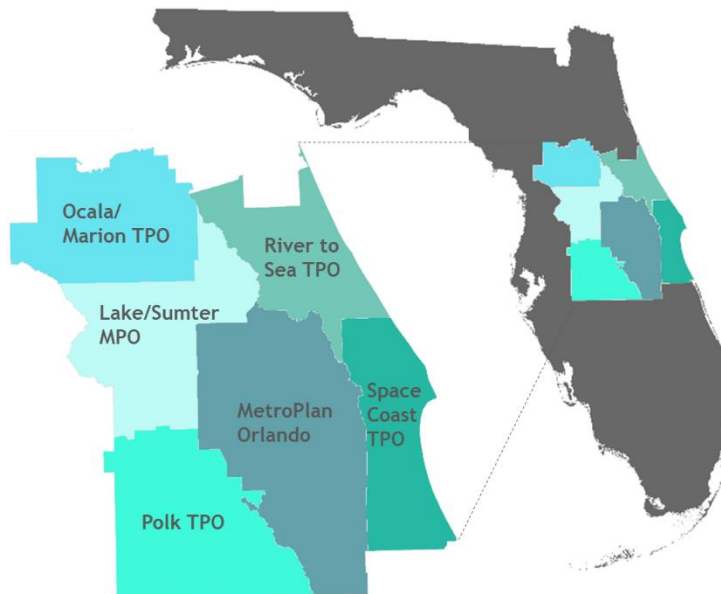 Ocala/
Marion TPO
River to
Sea TPO
Lake/Sumter
MPO
MetroPlan
Orlando
Space
Coast
TPO
Polk TPO